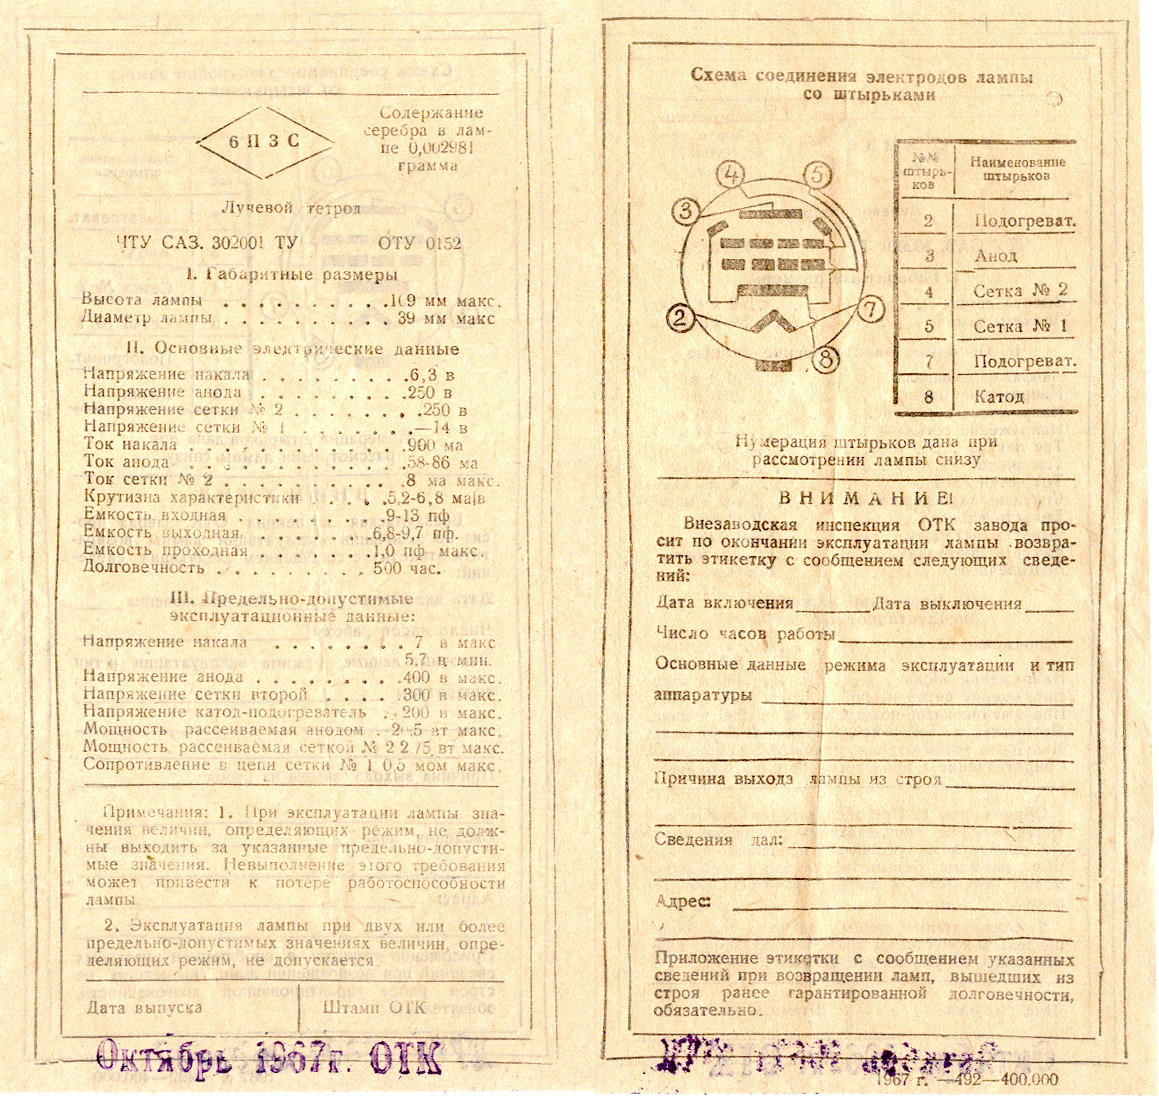 6 П 3 С
Содержание
серебра в лам-
пе 0,002981
грамма
Лучевой тетрод
ЧТУ САЗ. 302001 ТУ ОТУ 0152
I. Габаритные размеры
Высота лампы . . . . . . . . . .109 мм макс.
Диаметр лампы . . . . . . . . . . 39 мм макс
II. Основные электрические данные
Напряжение накала . . . . . . . . .6,3 в
Напряжение анода . . . . . . . . .250 в
Напряжение сетки № 2 . . . . . . . .250 в
Напряжение сетки № 1 . . . . . . .—14 в
Ток накала . . . . . . . . . . . .900 ма
Ток анода . . . . . . . . . . . .58-86 ма
Ток сетки № 2 . . . . . . . . . .8 ма макс.
Крутизна характеристики . . . .5,2-6,8 ма|в
Емкость входная . . . . . . . .9-13 пф
Емкость выходная. . . . . . . .6,8-9,7 пф.
Емкость проходная . . . . . . .1,0 пф макс.
Долговечность . . . . . . . . . 500 час.
III. Предельно-допустимые
эксплуатационные данные:
Напряжение накала . . . . . . . 7 в макс
5,7 в мин.
Напряжение анода . . . . . . . . .400 в макс.
Напряжение сетки второй . . . . .300 в макс.
Напряжение катод-подогреватель . 200 в макс.
Мощность рассеиваемая анодом вт макс.
Мощность рассеиваемая сеткой № 2 вт макс.
Сопротивление в цепи сетки № 1 0,5 мом макс.
Примечания: 1. При эксплуатации лампы зна-
чения величин, определяющих режим, не долж-
ны выходить за указанные предельно-допусти-
мые значения. Невыполнение этого требования
может привести к потере работоспособности
лампы.
2. Эксплуатация лампы при двух или более
предельно-допустимых значениях величин, опре-
деляющих режим, не допускается.
Дата выпуска Штамп ОТК
Октябрь 1967г. ОТК
Схема соединения электродов лампы
со штырьками
4 5
3
2 7
8
№№ штырь-ков Наименование штырьков
2 Подогреват.
3 Анод
4 Сетка № 2
5 Сетка № 1
7 Подогреват.
8 Катод
Нумерация штырьков дана при
рассмотрении лампы снизу
ВНИМАНИЕ!
Внезаводская инспекция ОТК завода про-
сит по окончании эксплуатации лампы возвра-
тить этикетку с сообщением следующих сведе-
ний:
Дата включения______Дата выключения_____
Число часов работы
Основные данные режима эксплуатации и тип
аппаратуры
Причина выхода лампы из строя
Сведения дал:
Адрес:
Приложение этикетки с сообщением указанных
сведений при возвращении ламп, вышедших из
строя ранее гарантированной долговечности,
обязательно.
1967 г. —492—400.000